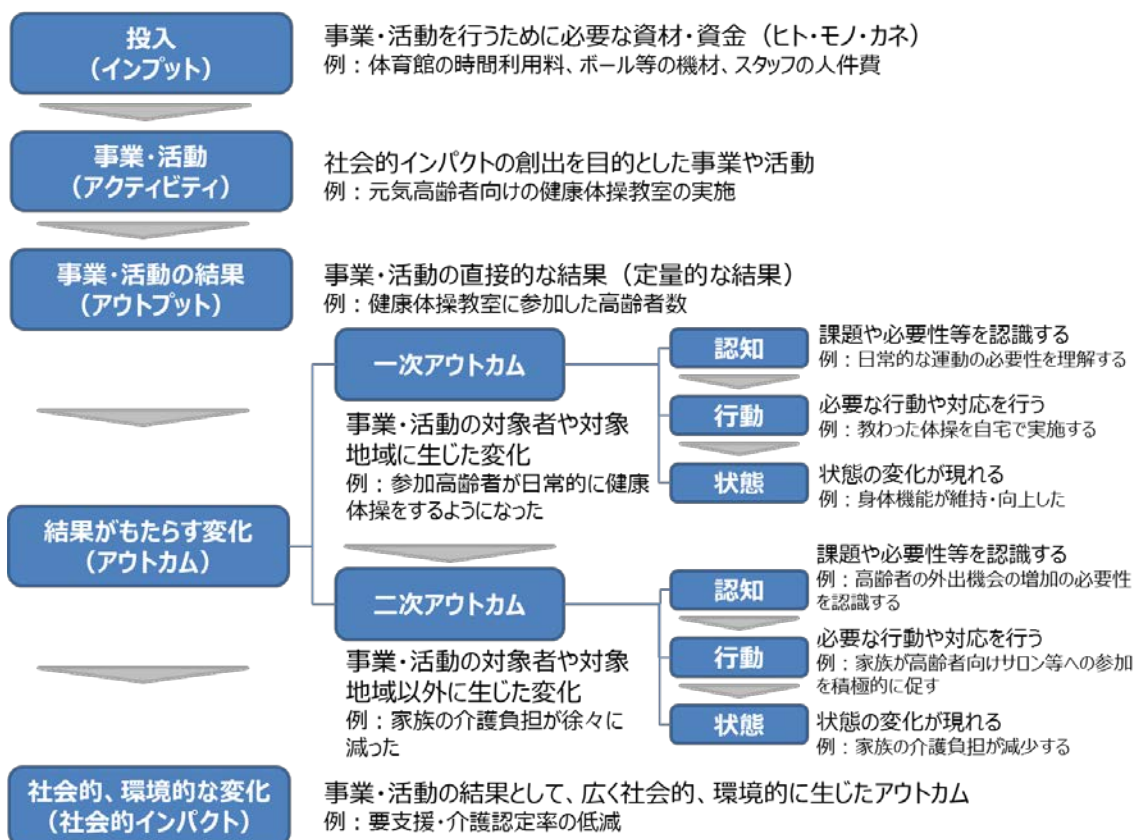 投入
（インプット）
事業・活動を行うために必要な資材・資金（ヒト・モノ・カネ）
例：体育館の時間利用料、ボール等の機材、スタッフの人件費
事業・活動
（アクティビティ）
社会的インパクトの創出を目的とした事業や活動
例：元気高齢者向けの健康体操教室の実施
事業・活動の結果
（アウトプット）
事業・活動の直接的な結果（定量的な結果）
例：健康体操教室に参加した高齢者数
結果がもたらす変化
（アウトカム）
一次アウトカム
事業・活動の対象者や対象
地域に生じた変化
例：参加高齢者が日常的に健康
体操をするようになった
認知
課題や必要性等を認識する
例：日常的な運動の必要性を理解する
行動
必要な行動や対応を行う
例：教わった体操を自宅で実施する
状態
状態の変化が現れる
例：身体機能が維持・向上した
二次アウトカム
事業・活動の対象者や対象
地域以外に生じた変化
例：家族の介護負担が徐々に
減った
認知
課題や必要性等を認識する
例：高齢者の外出機会の増加の必要性
を認識する
行動
必要な行動や対応を行う
例：家族が高齢者向けサロン等への参加
を積極的に促す
状態
状態の変化が現れる
例：家族の介護負担が減少する
社会的、環境的な変化
（社会的インパクト）
事業・活動の結果として、広く社会的、環境的に生じたアウトカム
例：要支援・介護認定率の低減